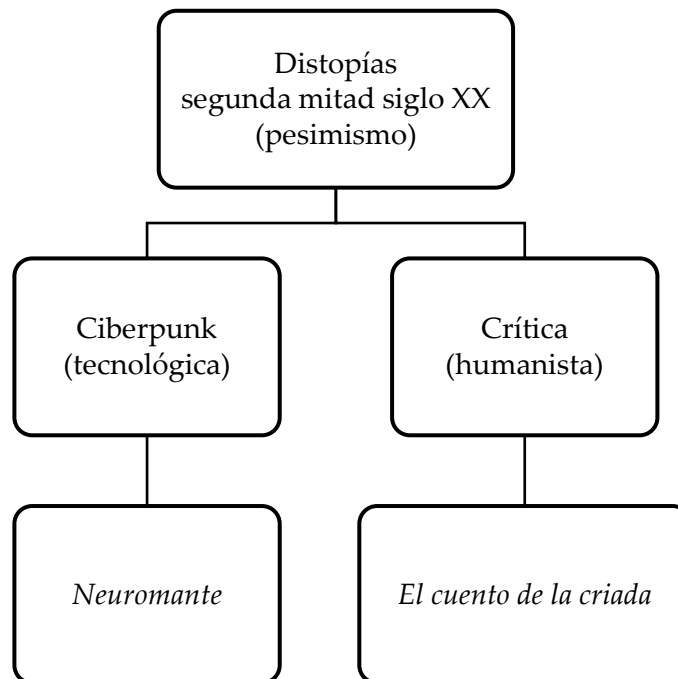 Distopías
segunda mitad siglo XX
(pesimismo)
Ciberpunk
(tecnológica)
Crítica
(humanista)
Neuromante
El cuento de la criada